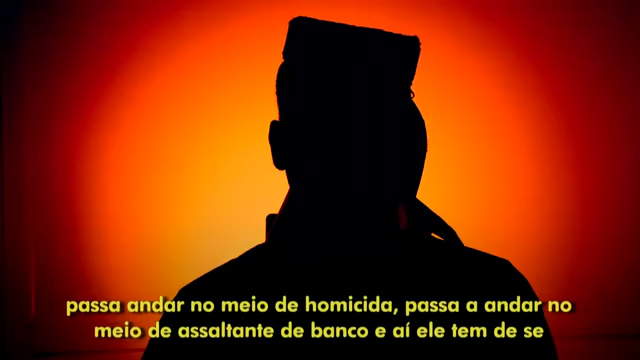 passa andar no meio de homicida, passa a andar no
meio de assaltante de banco e aí ele tem de se